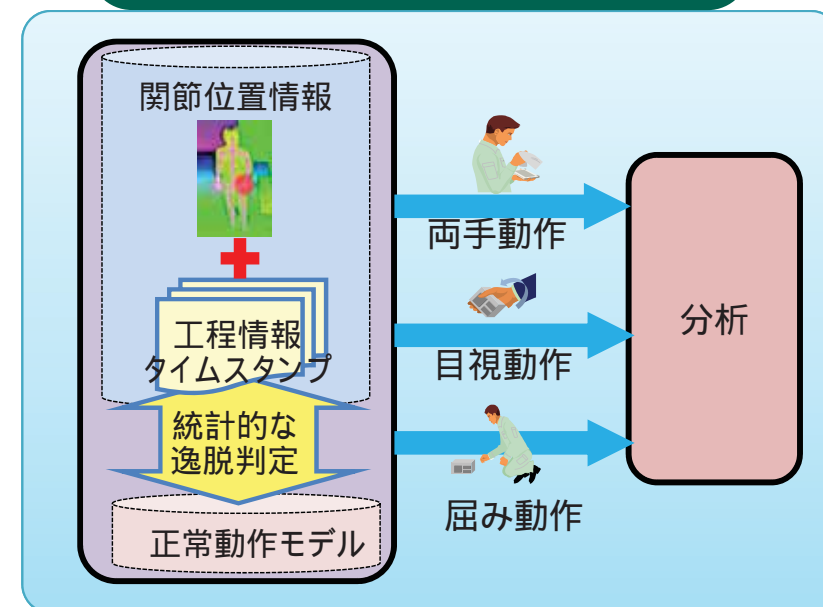 関節位置情報
工程情報
タイムスタンプ
統計的な
逸脱判定
正常動作モデル
両手動作
目視動作
屈み動作
分析